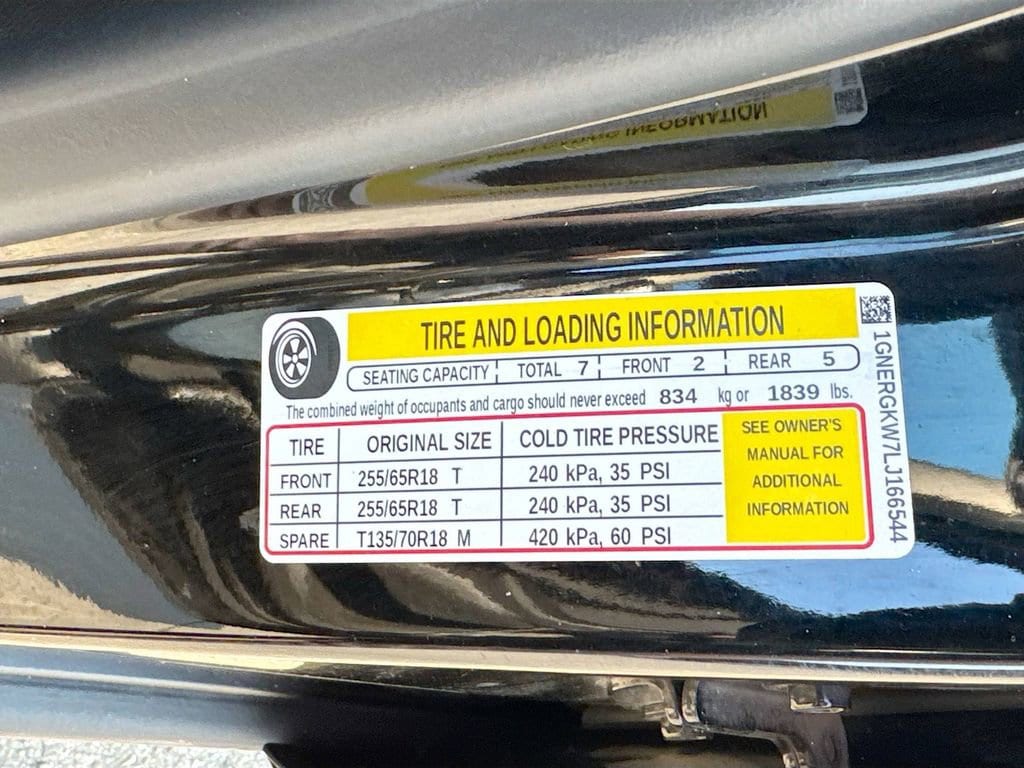 TIRE AND LOADING INFORMATION
SEATING CAPACITY TOTAL 7 FRONT 2 REAR 5
The combined weight of occupants and cargo should never exceed 834 kg or 1839 lbs.
TIRE ORIGINAL SIZE COLD TIRE PRESSURE
FRONT 255/65R18 T 240 kPa, 35 PSI
REAR 255/65R18 T 240 kPa, 35 PSI
SPARE T135/70R18 M 420 kPa, 60 PSI
SEE OWNER'S
MANUAL FOR
ADDITIONAL
INFORMATION
1GNERGKW7LJ166544